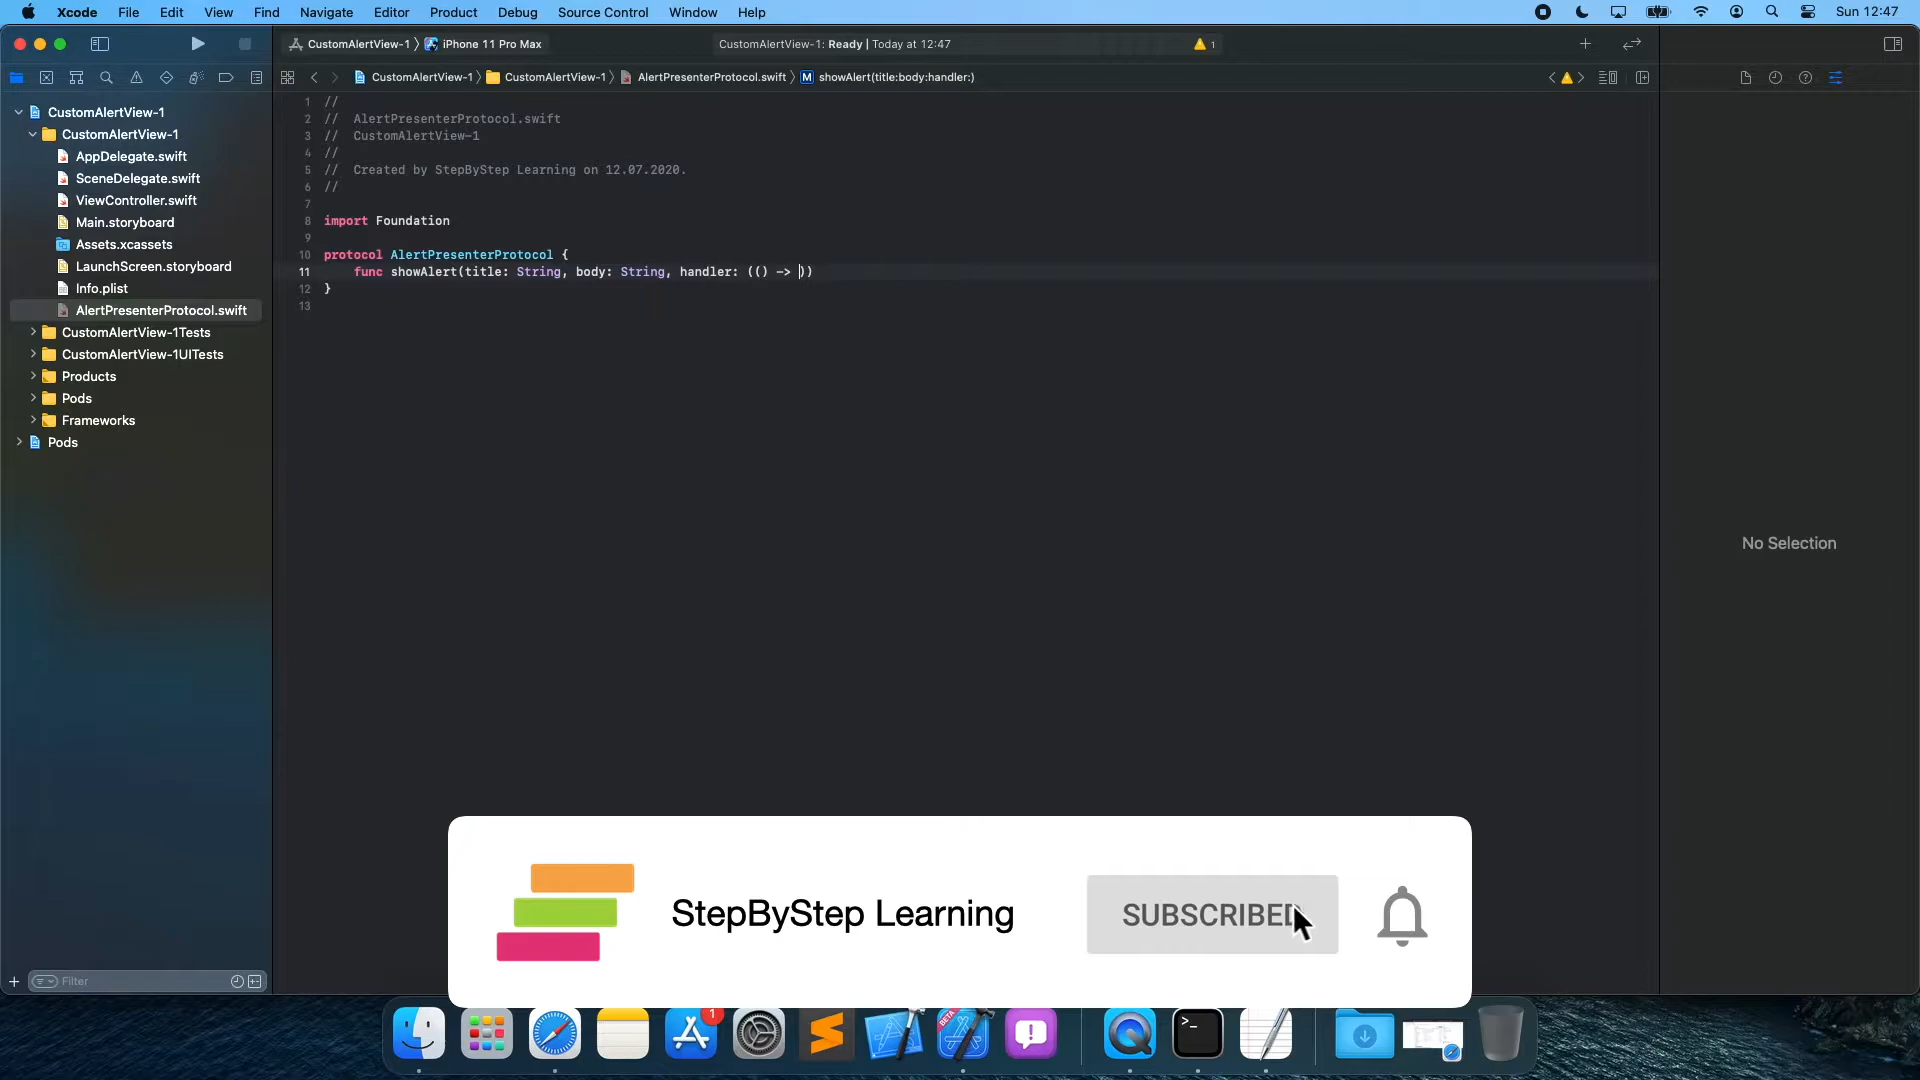 Xcode File Edit View Find Navigate Editor Product Debug Source Control Window Help Sun 12:47
CustomAlertView-1 iPhone 11 Pro Max CustomAlertView-1: Ready | Today at 12:47 1
CustomAlertView-1 CustomAlertView-1 AlertPresenterProtocol.swift M showAlert(title:body:handler:)
CustomAlertView-1
CustomAlertView-1
AppDelegate.swift
SceneDelegate.swift
ViewController.swift
Main.storyboard
Assets.xcassets
LaunchScreen.storyboard
Info.plist
AlertPresenterProtocol.swift
CustomAlertView-1Tests
CustomAlertView-1UITests
Products
Pods
Frameworks
Pods
Filter
1 //
2 // AlertPresenterProtocol.swift
3 // CustomAlertView-1
4 //
5 // Created by StepByStep Learning on 12.07.2020.
6 //
7
8 import Foundation
9
10 protocol AlertPresenterProtocol {
11 func showAlert(title: String, body: String, handler: (() -> ))
12 }
13
No Selection
StepByStep Learning SUBSCRIBED
1
BETA